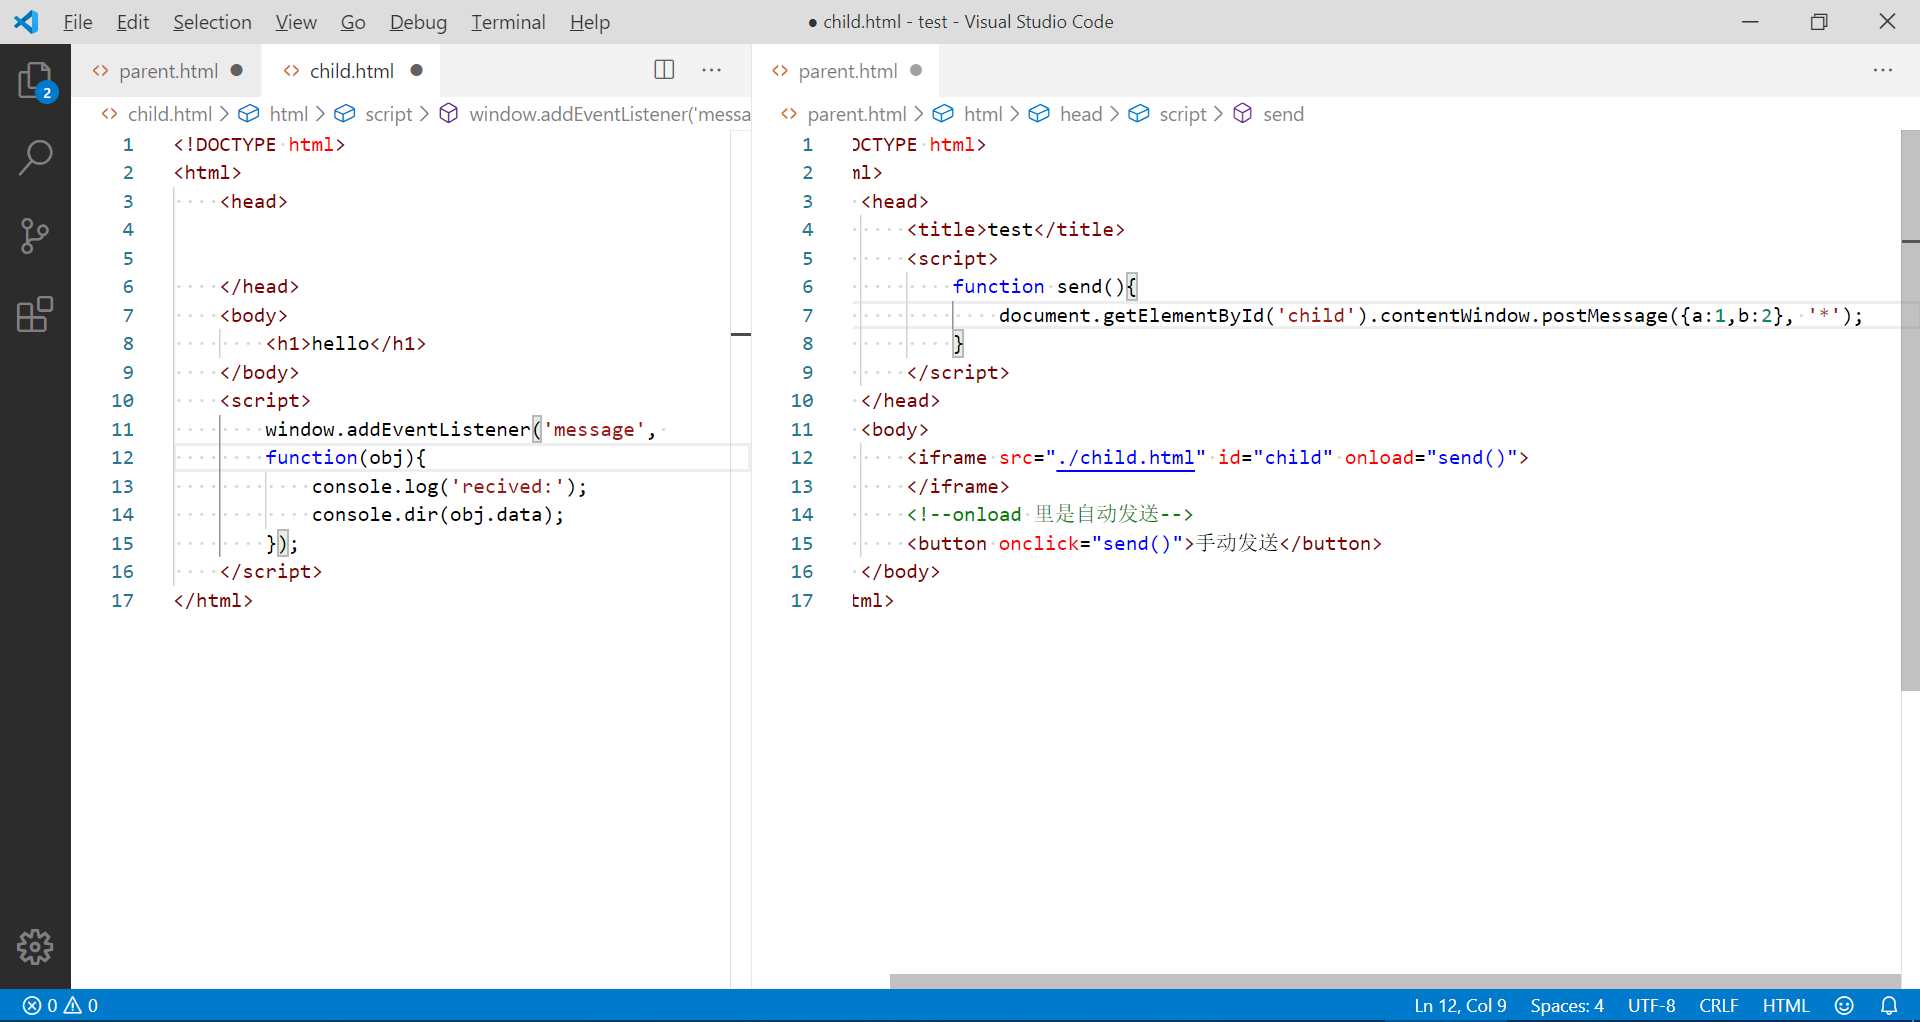 File Edit Selection View Go Debug Terminal Help
● child.html - test - Visual Studio Code
2
parent.html ●
child.html ●
child.html > html > script > window.addEventListener('messa
1 <!DOCTYPE html>
2 <html>
3 <head>
4
5
6 </head>
7 <body>
8 <h1>hello</h1>
9 </body>
10 <script>
11 window.addEventListener('message',
12 function(obj){
13 console.log('recived:');
14 console.dir(obj.data);
15 });
16 </script>
17 </html>
parent.html ●
parent.html > html > head > script > send
1 OCTYPE html>
2 ml>
3 <head>
4 <title>test</title>
5 <script>
6 function send(){
7 document.getElementById('child').contentWindow.postMessage({a:1,b:2}, '*');
8 }
9 </script>
10 </head>
11 <body>
12 <iframe src="./child.html" id="child" onload="send()">
13 </iframe>
14 <!--onload 里是自动发送-->
15 <button onclick="send()">手动发送</button>
16 </body>
17 tml>
0 0
Ln 12, Col 9 Spaces: 4 UTF-8 CRLF HTML